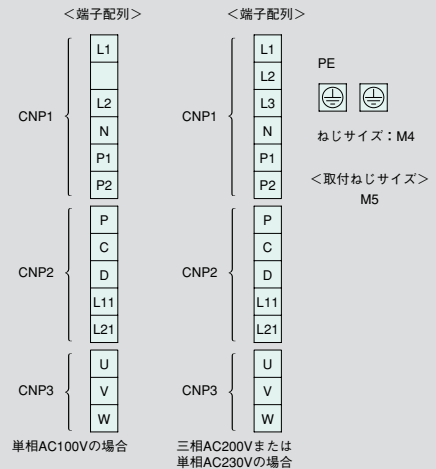 <端子配列>
CNP1
L1
L2
N
P1
P2
CNP2
P
C
D
L11
L21
CNP3
U
V
W
単相AC100Vの場合
<端子配列>
CNP1
L1
L2
L3
N
P1
P2
CNP2
P
C
D
L11
L21
CNP3
U
V
W
三相AC200Vまたは
単相AC230Vの場合
PE
ねじサイズ：M4
<取付ねじサイズ>
M5